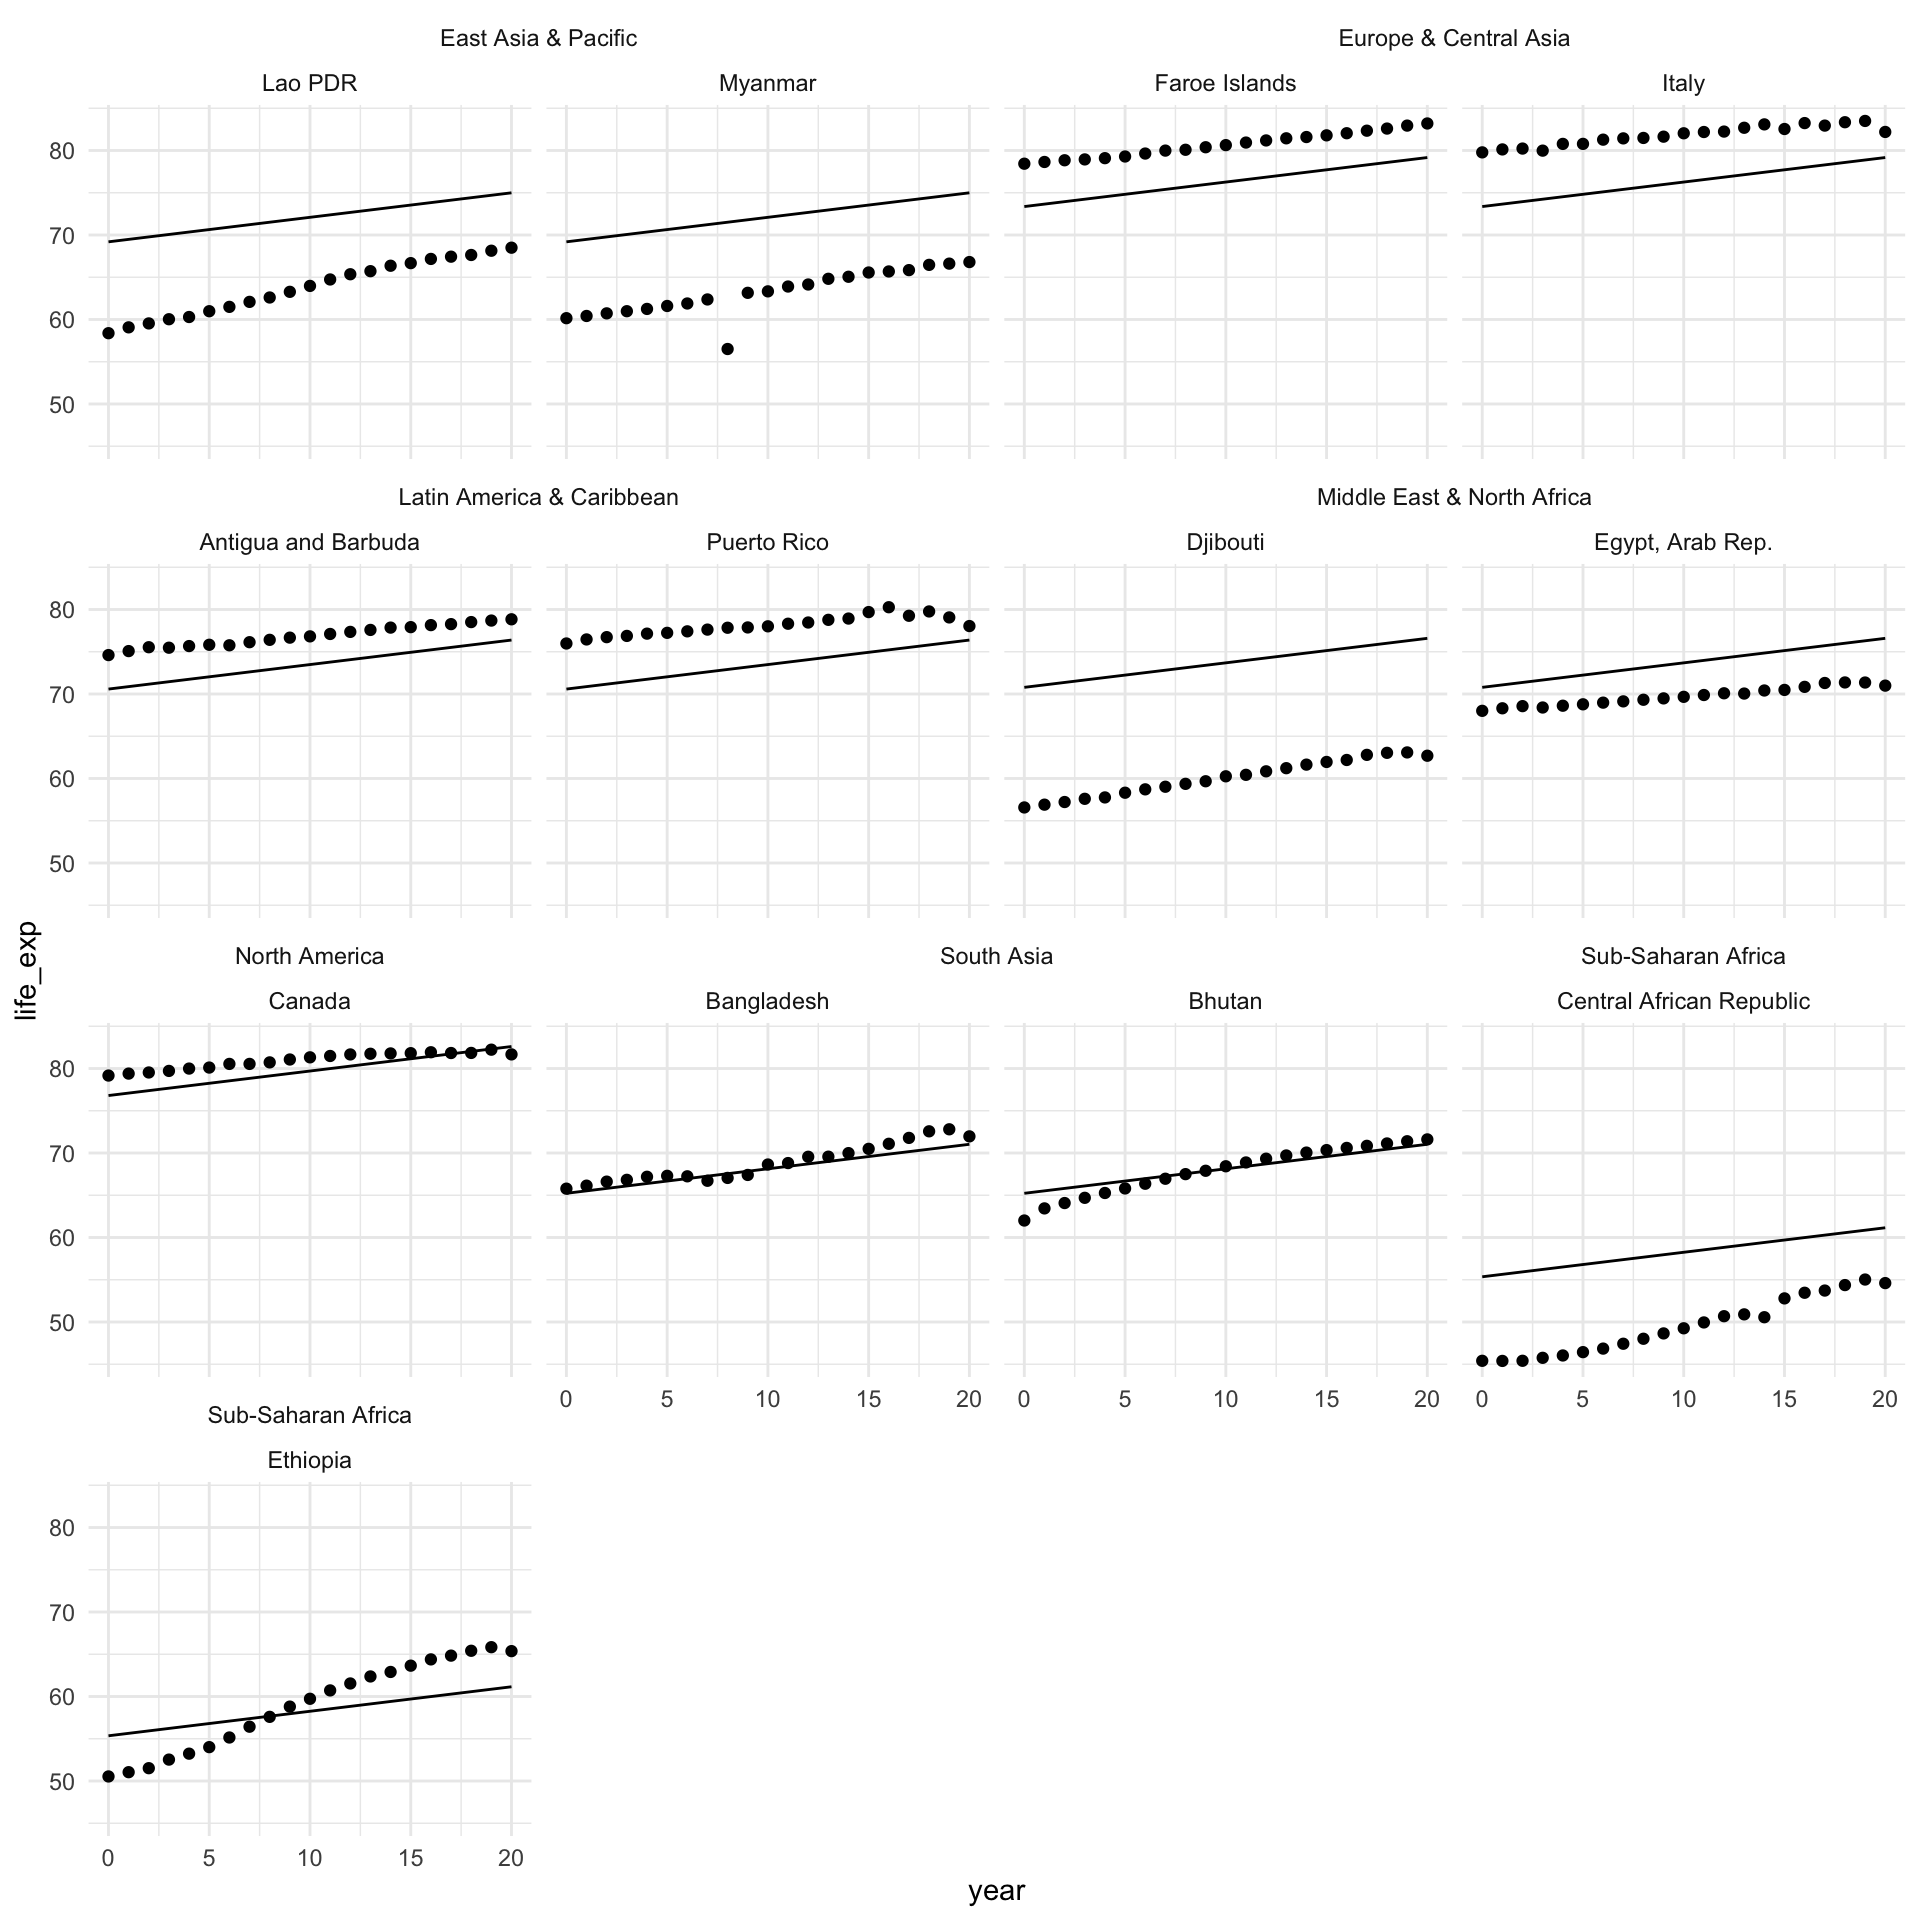 East Asia & Pacific Europe & Central Asia
Lao PDR Myanmar Faroe Islands Italy
80
70
60
50
Latin America & Caribbean Middle East & North Africa
Antigua and Barbuda Puerto Rico Djibouti Egypt, Arab Rep.
80
70
60
50
life_exp
North America South Asia Sub-Saharan Africa
Canada Bangladesh Bhutan Central African Republic
80
70
60
50
0 5 10 15 20 0 5 10 15 20 0 5 10 15 20
Sub-Saharan Africa
Ethiopia
80
70
60
50
0 5 10 15 20
year